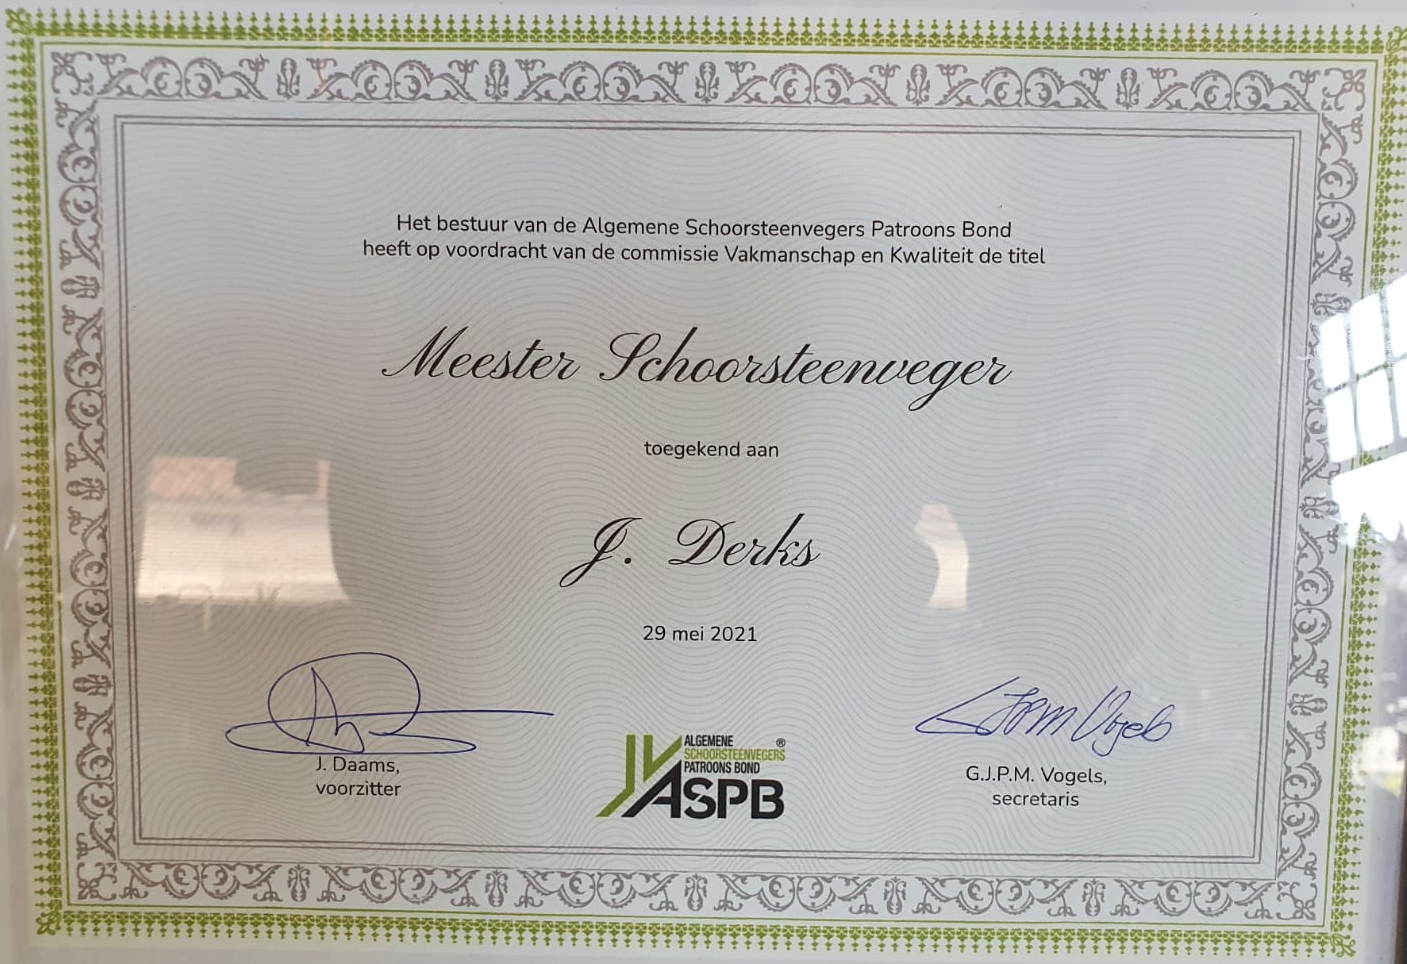 Het bestuur van de Algemene Schoorsteenvegers Patroons Bond
heeft op voordracht van de commissie Vakmanschap en Kwaliteit de titel
Meester Schoorsteenveger
toegekend aan
J. Derks
29 mei 2021
J. Daams,
voorzitter
ALGEMENE ®
SCHOORSTEENVEGERS
PATROONS BOND
ASPB
G.J.P.M. Vogels,
secretaris